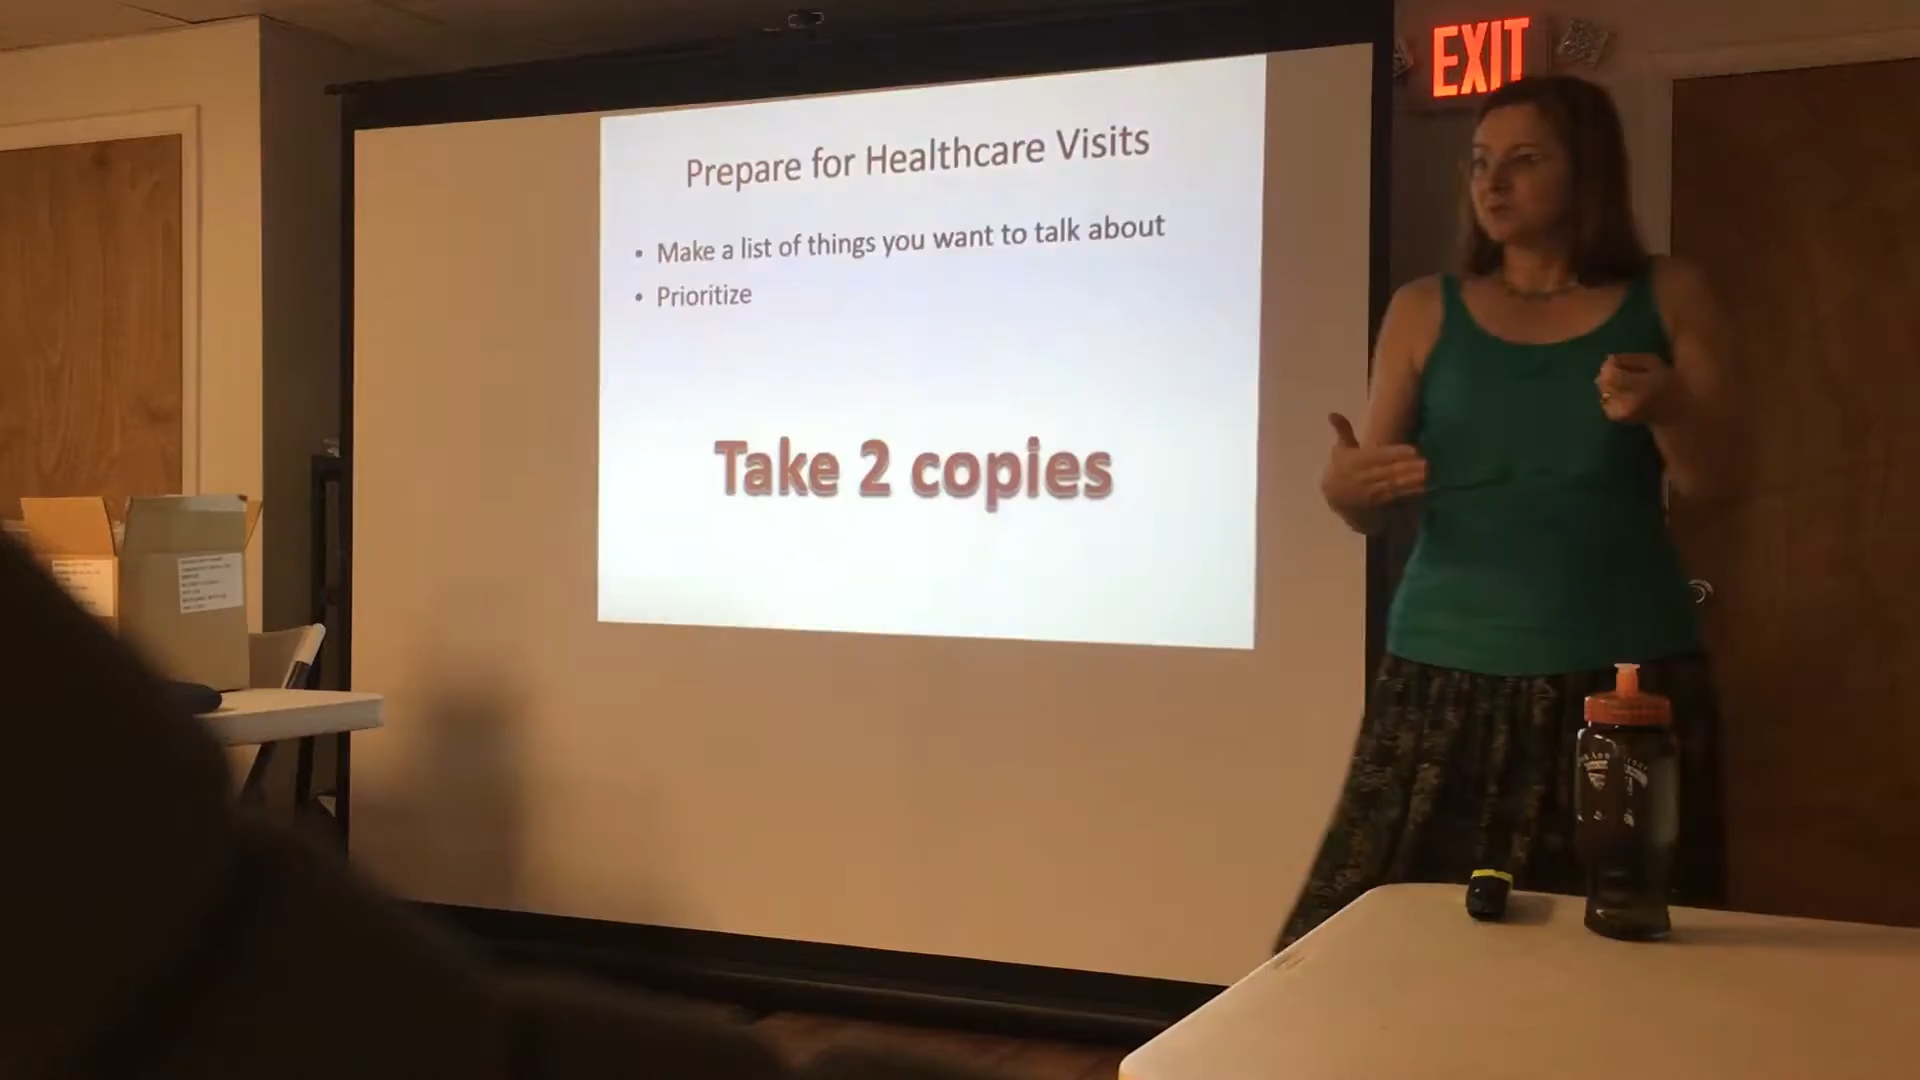 EXIT
Prepare for Healthcare Visits
• Make a list of things you want to talk about
• Prioritize
Take 2 copies